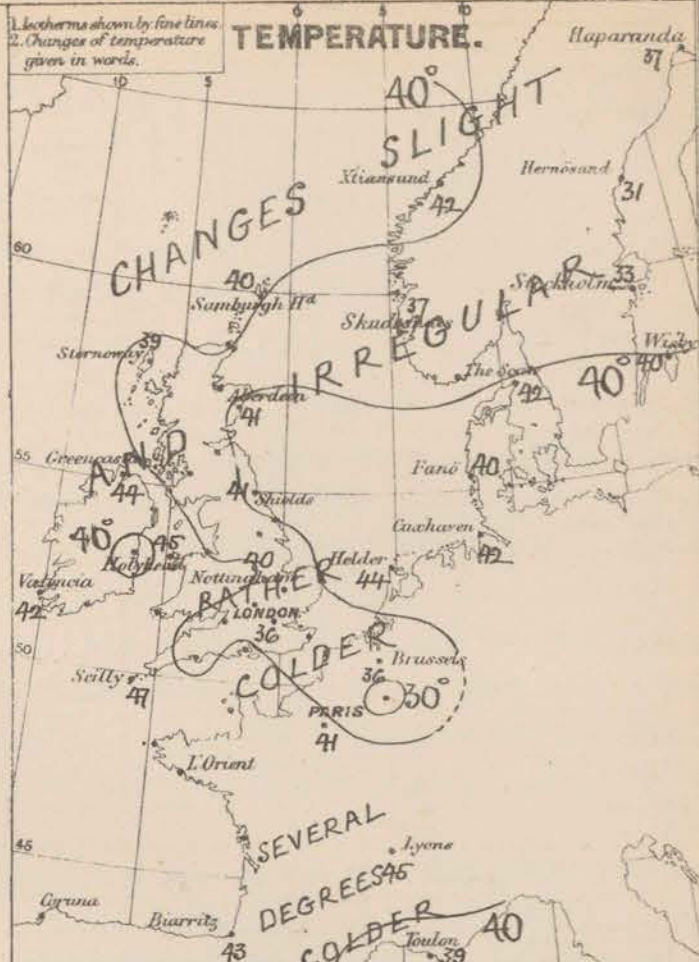 1. Isotherms shown by fine lines.
2. Changes of temperature
given in words.
TEMPERATURE.
0
10
10
5
5
Haparanda
37
40°
SLIGHT
Xtiansund
42
Hernösand
31
CHANGES
60
40
Sumburgh Hd
Stockholm
33
37
Skudesnaes
IRREGULAR
Stornoway
39
The Scaw
42
40°
Wisby
40
Aberdeen
41
55
Greencastle
44
AND
41
Shields
Fanö
40
Cuxhaven
42
40°
45
Holyhead
40
Nottingham
Helder
44
Valencia
42
RATHER
LONDON
36
50
Scilly
47
COLDER
Brussels
36
30°
PARIS
41
L'Orient
45
SEVERAL
Lyons
45
DEGREES
Coruna
Biarritz
43
COLDER
40
Toulon
39